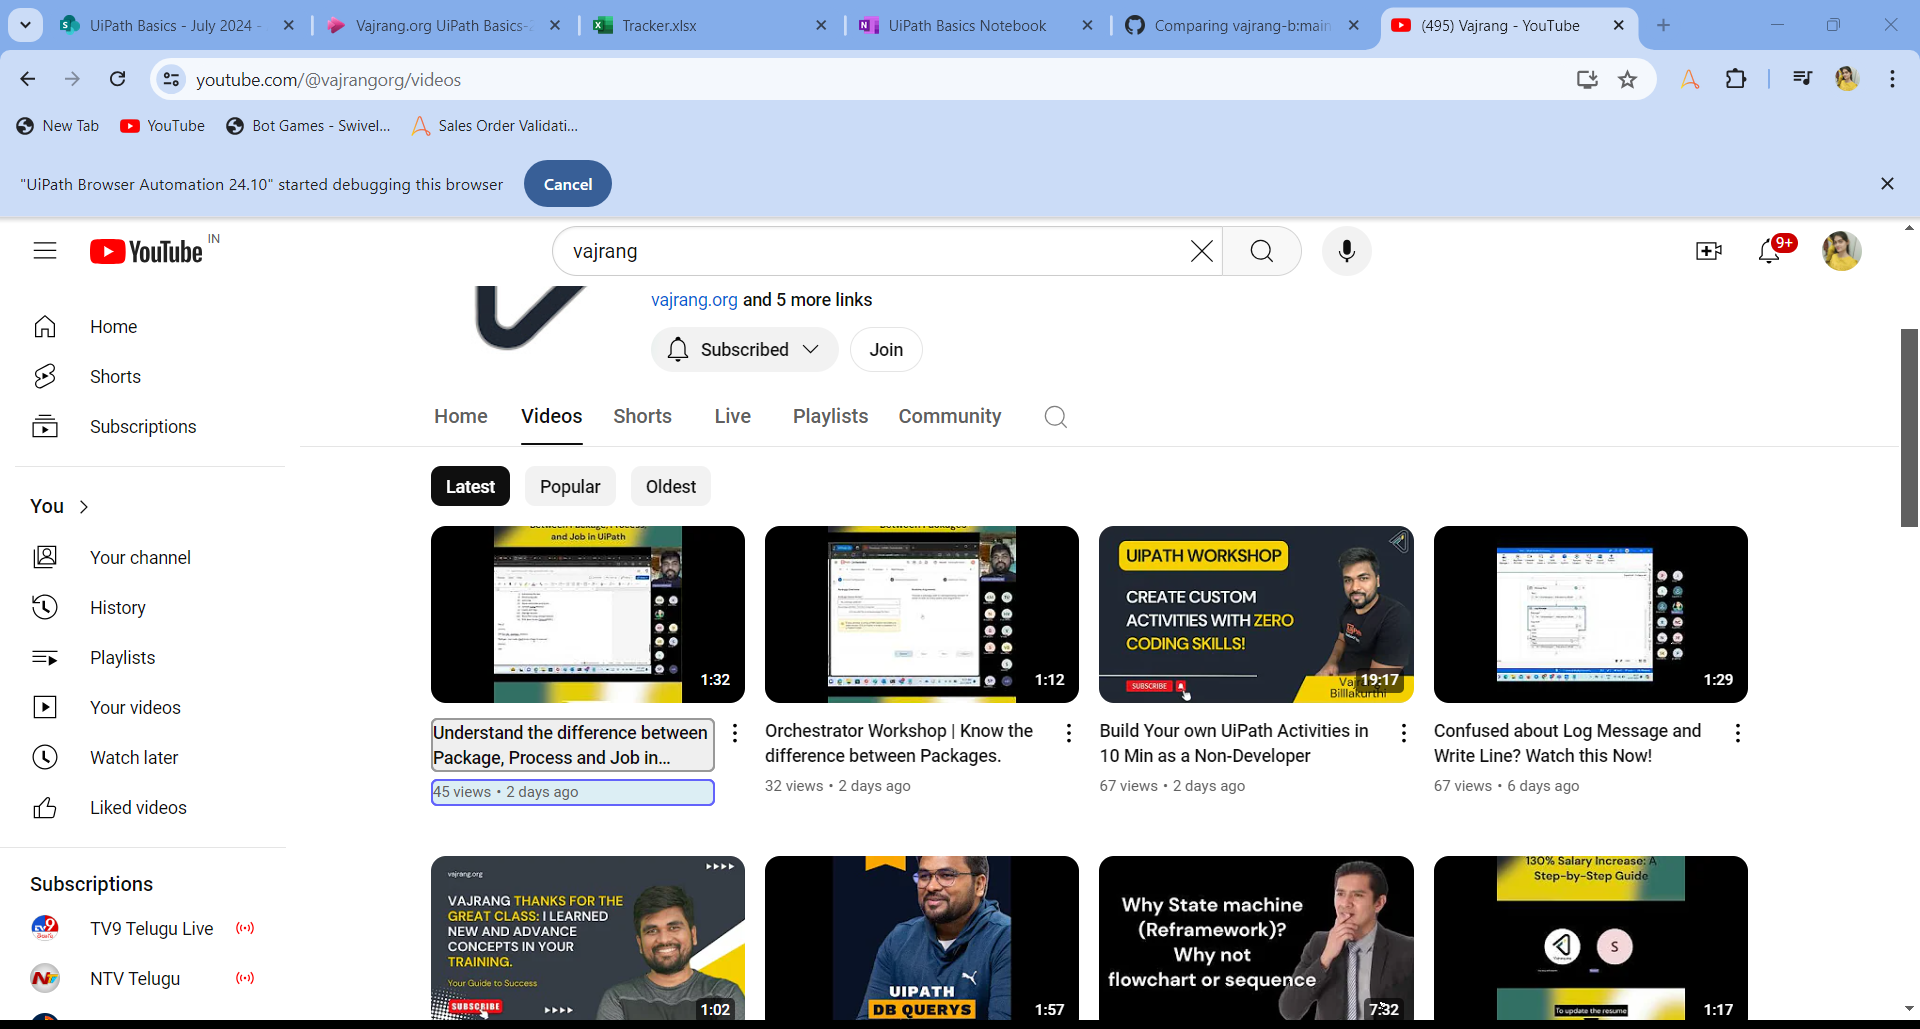 UiPath Basics - July 2024 -
Vajrang.org UiPath Basics-
Tracker.xlsx
UiPath Basics Notebook
Comparing vajrang-b:main
(495) Vajrang - YouTube
youtube.com/@vajrangorg/videos
New Tab
YouTube
Bot Games - Swivel...
Sales Order Validati...
"UiPath Browser Automation 24.10" started debugging this browser
Cancel
YouTube IN
vajrang
9+
vajrang.org and 5 more links
Subscribed
Join
Home
Shorts
Subscriptions
You
Your channel
History
Playlists
Your videos
Watch later
Liked videos
Subscriptions
TV9 Telugu Live
NTV Telugu
Home Videos Shorts Live Playlists Community
Latest Popular Oldest
Between Package, Process,
and Job in UiPath
1:32
Understand the difference between
Package, Process and Job in...
45 views • 2 days ago
Between Packages
1:12
Orchestrator Workshop | Know the
difference between Packages.
32 views • 2 days ago
UIPATH WORKSHOP
CREATE CUSTOM
ACTIVITIES WITH ZERO
CODING SKILLS!
SUBSCRIBE
Billakurthi
19:17
Build Your own UiPath Activities in
10 Min as a Non-Developer
67 views • 2 days ago
1:29
Confused about Log Message and
Write Line? Watch this Now!
67 views • 6 days ago
vajrang.org
VAJRANG THANKS FOR THE
GREAT CLASS: I LEARNED
NEW AND ADVANCE
CONCEPTS IN YOUR
TRAINING.
Your Guide to Success
SUBSCRIBE
1:02
UIPATH
DB QUERYS
1:57
Why State machine
(Reframework)?
Why not
flowchart or sequence
7:32
130% Salary Increase: A
Step-by-Step Guide
S
To update the resume
1:17